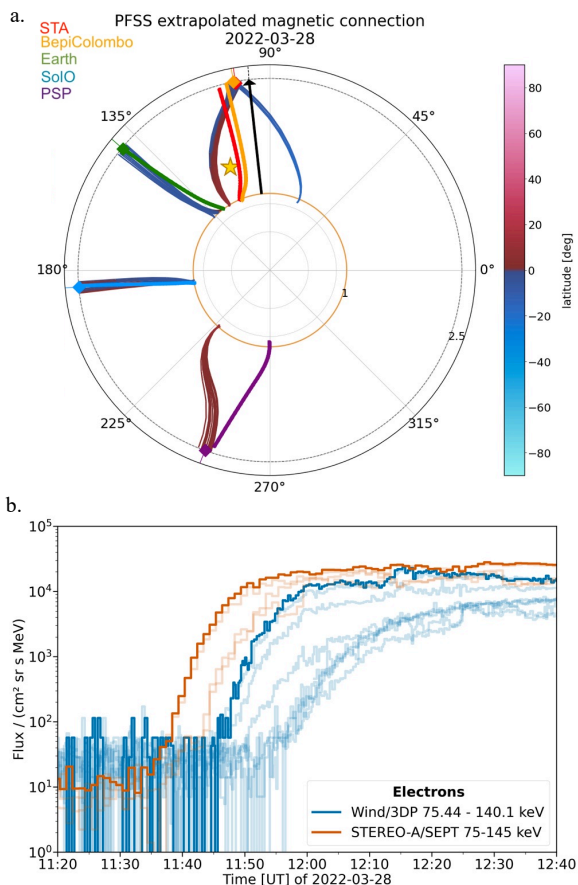 a.
PFSS extrapolated magnetic connection
2022-03-28
STA
BepiColombo
Earth
SolO
PSP
90°
135°
45°
180°
0°
1
2.5
225°
315°
270°
80
60
40
20
0
−20
−40
−60
−80
latitude [deg]
b.
10⁵
10⁴
10³
10²
10¹
10⁰
Flux / (cm² sr s MeV)
Electrons
Wind/3DP 75.44 - 140.1 keV
STEREO-A/SEPT 75-145 keV
11:20 11:30 11:40 11:50 12:00 12:10 12:20 12:30 12:40
Time [UT] of 2022-03-28